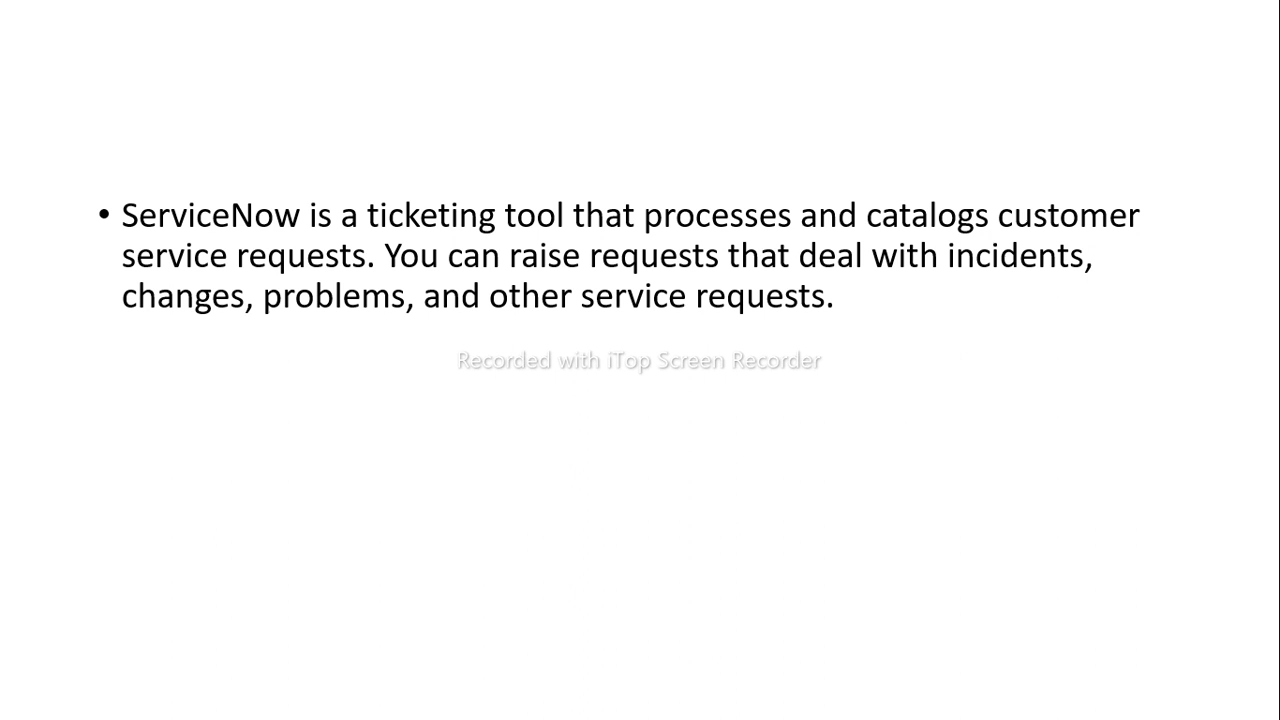 • ServiceNow is a ticketing tool that processes and catalogs customer
service requests. You can raise requests that deal with incidents,
changes, problems, and other service requests.
Recorded with iTop Screen Recorder